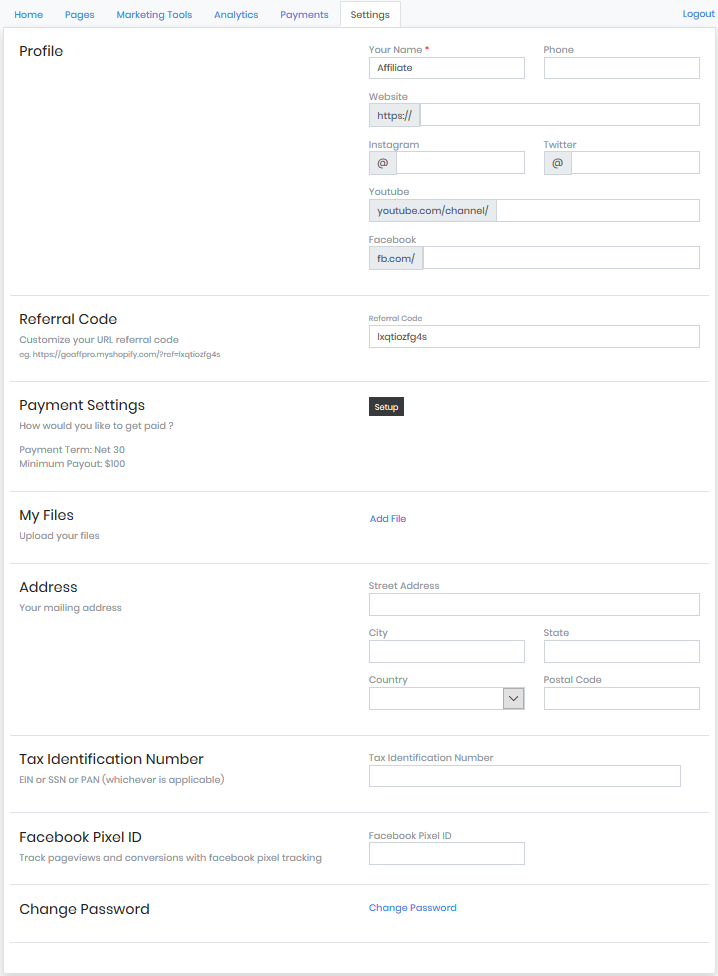 Home Pages Marketing Tools Analytics Payments Settings Logout
Profile
Your Name * Phone
Affiliate
Website
https://
Instagram Twitter
@ @
Youtube
youtube.com/channel/
Facebook
fb.com/
Referral Code
Customize your URL referral code
eg. https://goaffpro.myshopify.com/?ref=lxqtiozfg4s
Referral Code
lxqtiozfg4s
Payment Settings
How would you like to get paid ?
Payment Term: Net 30
Minimum Payout: $100
Setup
My Files
Upload your files
Add File
Address
Your mailing address
Street Address
City State
Country Postal Code
Tax Identification Number
EIN or SSN or PAN (whichever is applicable)
Tax Identification Number
Facebook Pixel ID
Track pageviews and conversions with facebook pixel tracking
Facebook Pixel ID
Change Password
Change Password